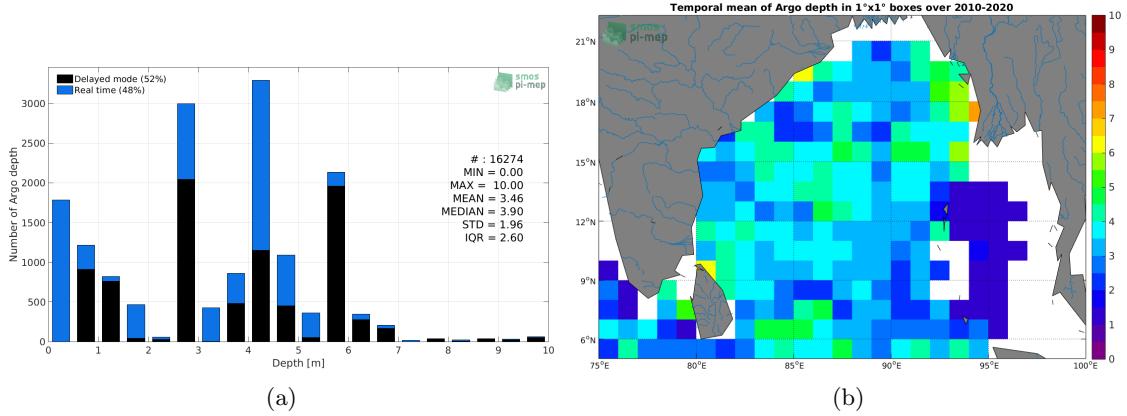 Delayed mode (52%)
Real time (48%)
smos
pi-mep
3000
2500
2000
1500
1000
500
0
Number of Argo depth
# : 16274
MIN = 0.00
MAX = 10.00
MEAN = 3.46
MEDIAN = 3.90
STD = 1.96
IQR = 2.60
0 1 2 3 4 5 6 7 8 9 10
Depth [m]
(a)
Temporal mean of Argo depth in 1°x1° boxes over 2010-2020
smos
pi-mep
21°N
18°N
15°N
12°N
9°N
6°N
75°E 80°E 85°E 90°E 95°E 100°E
10
9
8
7
6
5
4
3
2
1
0
(b)